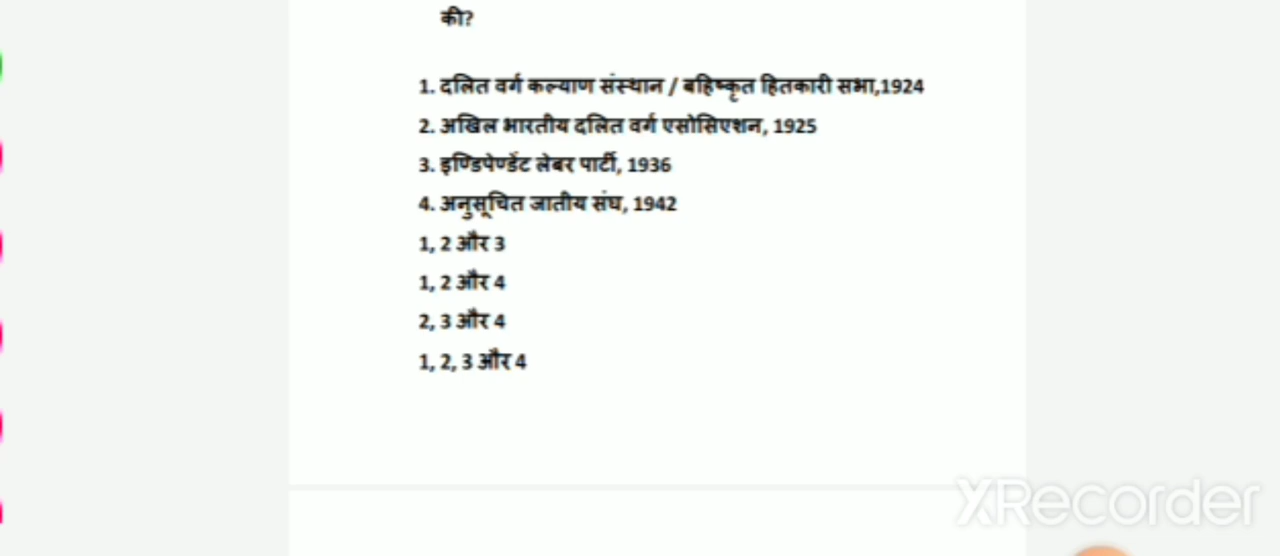 की?
1. दलित वर्ग कल्याण संस्थान / बहिष्कृत हितकारी सभा,1924
2. अखिल भारतीय दलित वर्ग एसोसिएशन, 1925
3. इण्डिपेण्डेंट लेबर पार्टी, 1936
4. अनुसूचित जातीय संघ, 1942
1, 2 और 3
1, 2 और 4
2, 3 और 4
1, 2, 3 और 4
XRecorder